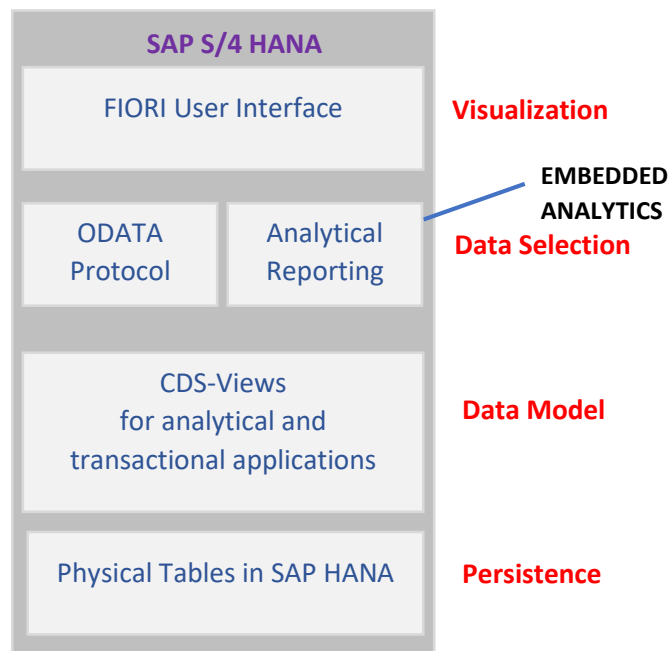 SAP S/4 HANA
FIORI User Interface
Visualization
EMBEDDED
ANALYTICS
ODATA
Protocol
Analytical
Reporting
Data Selection
CDS-Views
for analytical and
transactional applications
Data Model
Physical Tables in SAP HANA
Persistence